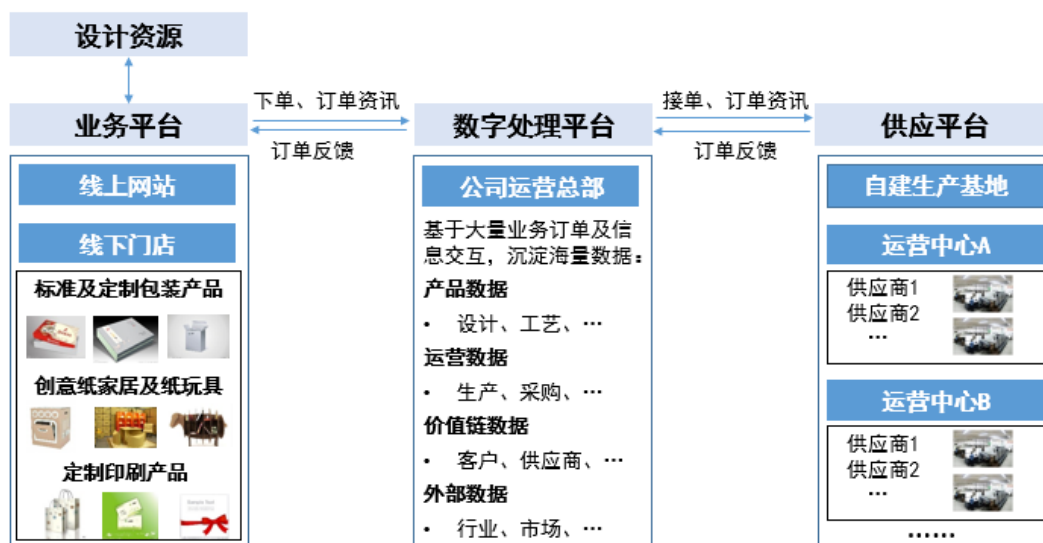 设计资源
业务平台
下单、订单资讯
订单反馈
数字处理平台
接单、订单资讯
订单反馈
供应平台
线上网站
线下门店
标准及定制包装产品
创意纸家居及纸玩具
定制印刷产品
公司运营总部
基于大量业务订单及信
息交互，沉淀海量数据：
产品数据
• 设计、工艺、…
运营数据
• 生产、采购、…
价值链数据
• 客户、供应商、…
外部数据
• 行业、市场、…
自建生产基地
运营中心A
供应商1
供应商2
…
运营中心B
供应商1
供应商2
…
……